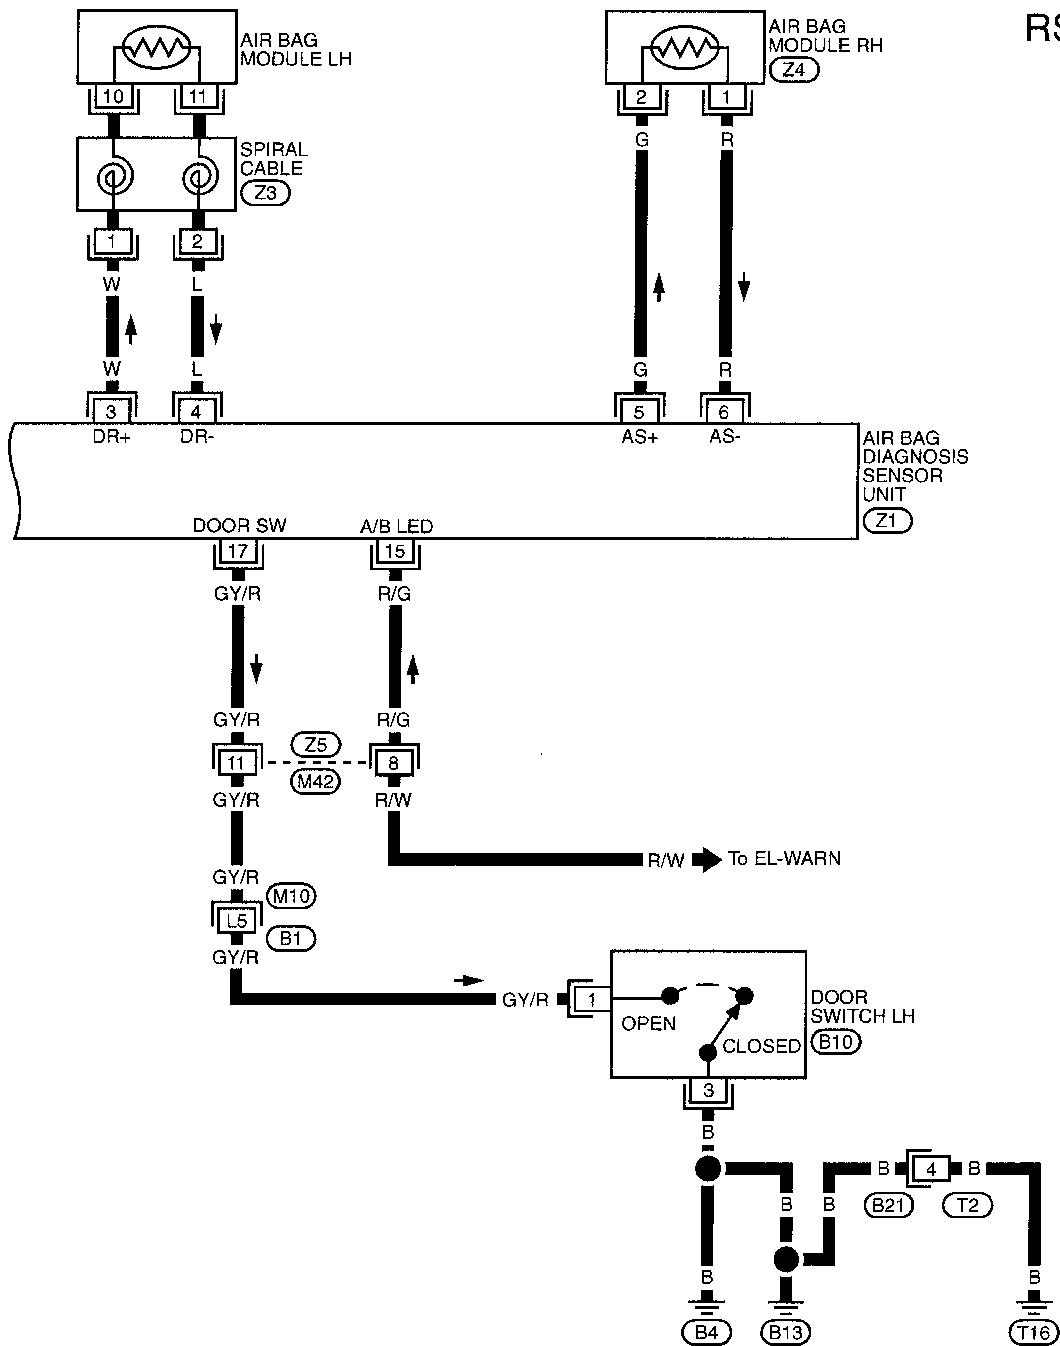 RS
AIR BAG
MODULE LH
AIR BAG
MODULE RH
Z4
10 11
2 1
G R
SPIRAL
CABLE
Z3
1 2
W L
W L
G R
3 4
5 6
DR+ DR-
AS+ AS-
AIR BAG
DIAGNOSIS
SENSOR
UNIT
Z1
DOOR SW A/B LED
17 15
GY/R R/G
GY/R R/G
11 Z5 8
M42
GY/R R/W
R/W To EL-WARN
GY/R
M10
L5
B1
GY/R
GY/R 1
OPEN
CLOSED
DOOR
SWITCH LH
B10
3
B
B 4 B
B21 T2
B B
B B
B4 B13 T16